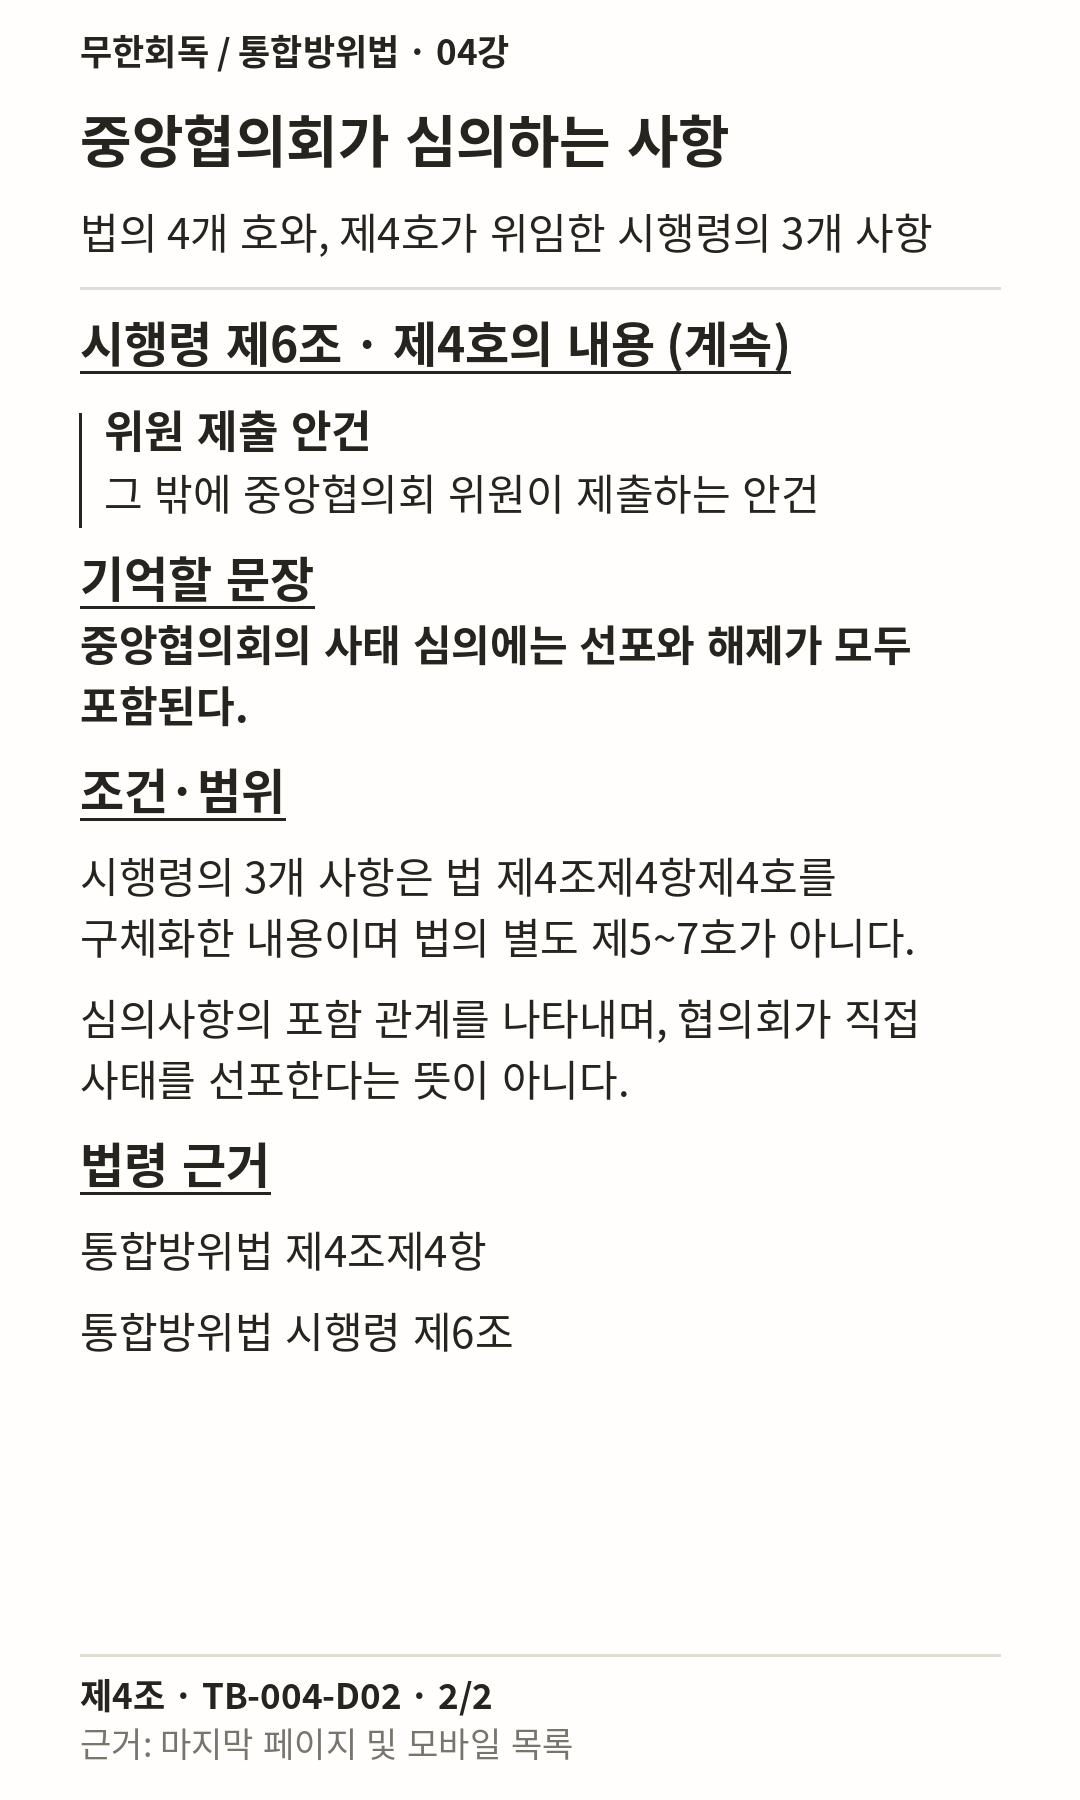 무한회독 / 통합방위법 · 04강
중앙협의회가 심의하는 사항
법의 4개 호와, 제4호가 위임한 시행령의 3개 사항
시행령 제6조 · 제4호의 내용 (계속)
위원 제출 안건
그 밖에 중앙협의회 위원이 제출하는 안건
기억할 문장
중앙협의회의 사태 심의에는 선포와 해제가 모두
포함된다.
조건·범위
시행령의 3개 사항은 법 제4조제4항제4호를
구체화한 내용이며 법의 별도 제5~7호가 아니다.
심의사항의 포함 관계를 나타내며, 협의회가 직접
사태를 선포한다는 뜻이 아니다.
법령 근거
통합방위법 제4조제4항
통합방위법 시행령 제6조
제4조 · TB-004-D02 · 2/2
근거: 마지막 페이지 및 모바일 목록